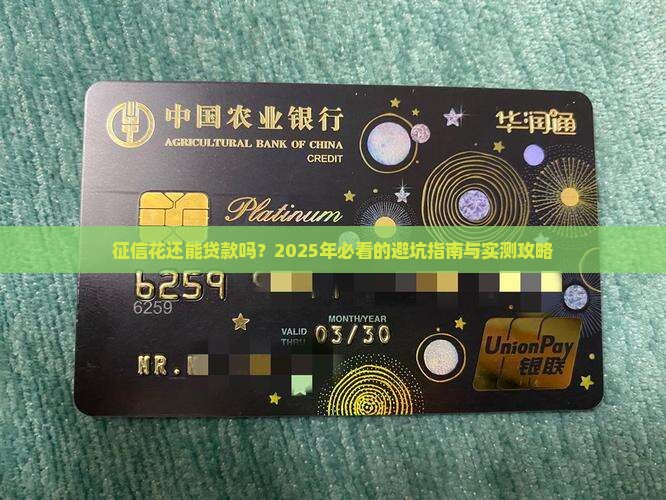 中国农业银行
AGRICULTURAL BANK OF CHINA
CREDIT
华润通
Platinum
征信花还能贷款吗？2025年必看的避坑指南与实测攻略
6259
6259
MONTH/YEAR
VALID THRU 03/30
MR.
UnionPay
银联